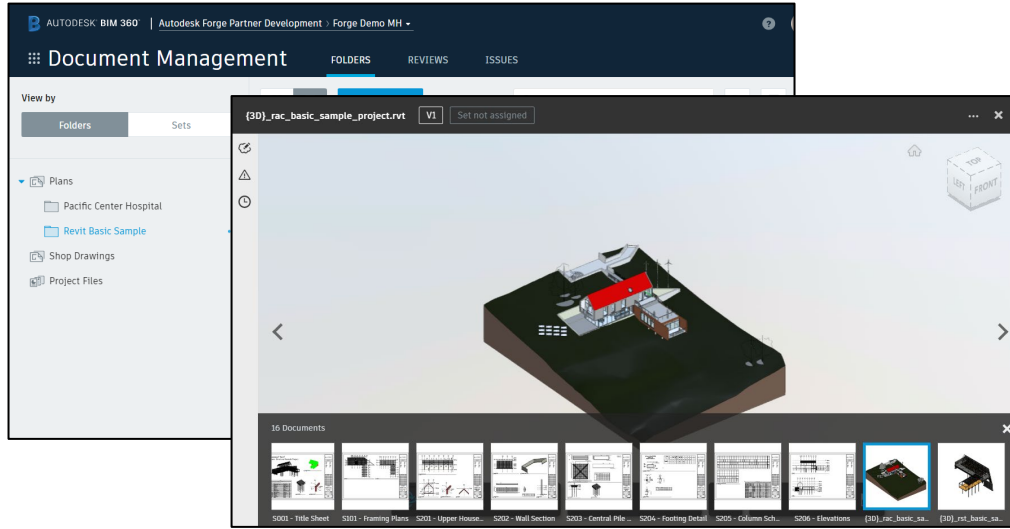 AUTODESK® BIM 360® | Autodesk Forge Partner Development > Forge Demo MH
Document Management
FOLDERS REVIEWS ISSUES
View by
Folders Sets
Plans
Pacific Center Hospital
Revit Basic Sample
Shop Drawings
Project Files
{3D}_rac_basic_sample_project.rvt V1 Set not assigned
TOP
LEFT FRONT
16 Documents
S001 - Title Sheet S101 - Framing Plans S201 - Upper House... S202 - Wall Section S203 - Central Pile ... S204 - Footing Detail S205 - Column Sch... S206 - Elevations {3D}_rac_basic_sa... {3D}_rst_basic_sa...